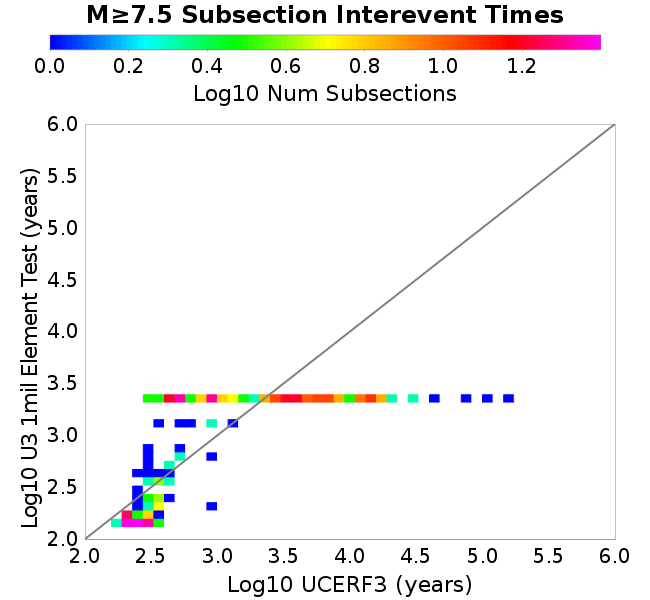 M≥7.5 Subsection Interevent Times
0.0 0.2 0.4 0.6 0.8 1.0 1.2
Log10 Num Subsections
6.0
5.5
5.0
4.5
4.0
3.5
3.0
2.5
2.0
Log10 U3 1mil Element Test (years)
2.0 2.5 3.0 3.5 4.0 4.5 5.0 5.5 6.0
Log10 UCERF3 (years)